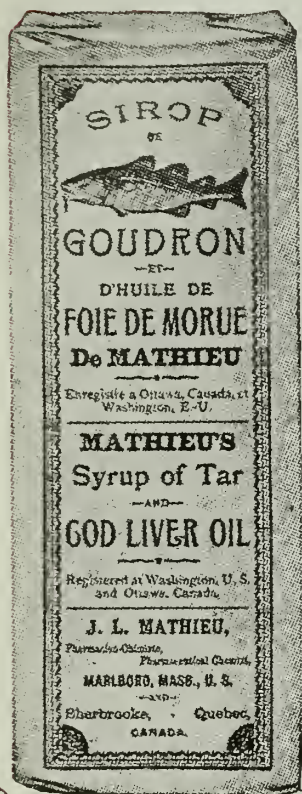 SIROP
DE
GOUDRON
-ET-
D'HUILE DE
FOIE DE MORUE
De MATHIEU
Enregistré a Ottawa, Canada, et
Washington, E.-U.
MATHIEU'S
Syrup of Tar
-AND-
COD LIVER OIL
Registered at Washington, U. S.
and Ottawa, Canada.
J. L. MATHIEU,
Pharmacien-Chimiste,
Pharmaceutical Chemist,
MARLBORO, MASS., U. S.
-AND-
Sherbrooke, - Quebec,
CANADA.